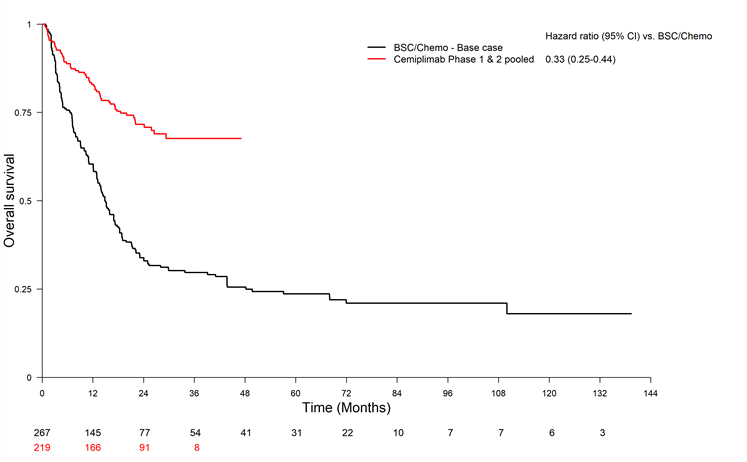 Hazard ratio (95% CI) vs. BSC/Chemo
BSC/Chemo - Base case
Cemiplimab Phase 1 & 2 pooled 0.33 (0.25-0.44)
Overall survival
1
0.75
0.5
0.25
0
0 12 24 36 48 60 72 84 96 108 120 132 144
Time (Months)
267 145 77 54 41 31 22 10 7 7 6 3
219 166 91 8